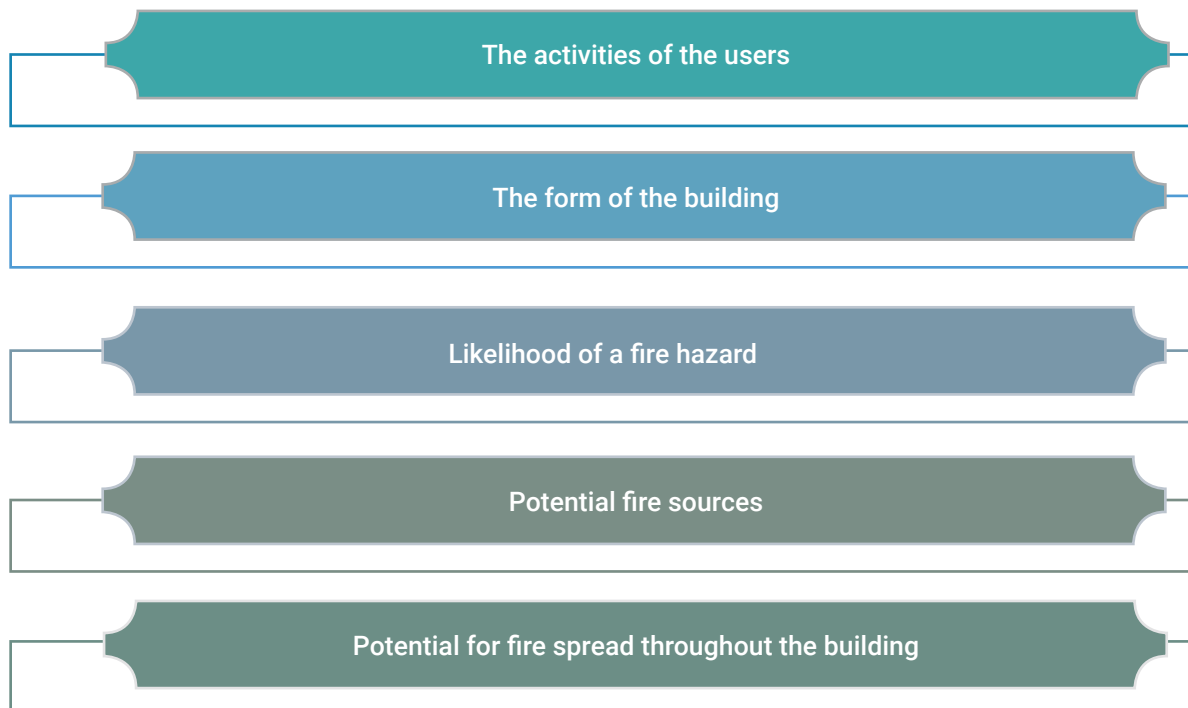 The activities of the users
The form of the building
Likelihood of a fire hazard
Potential fire sources
Potential for fire spread throughout the building